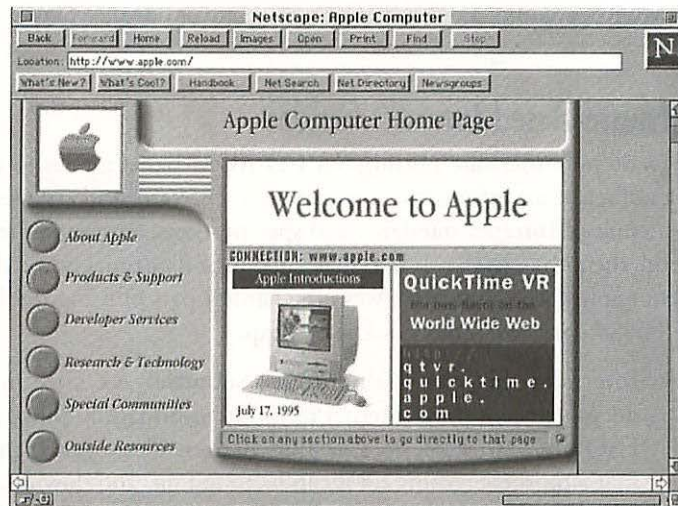 Netscape: Apple Computer
Back Forward Home Reload Images Open Print Find Stop
Location: http://www.apple.com/
N
What's New? What's Cool? Handbook Net Search Net Directory Newsgroups
Apple Computer Home Page
Welcome to Apple
CONNECTION: www.apple.com
About Apple
Products & Support
Developer Services
Research & Technology
Special Communities
Outside Resources
Apple Introductions
July 17, 1995
QuickTime VR
World Wide Web
http://
qtvr.
quicktime.
apple.
com
Click on any section above to go directly to that page